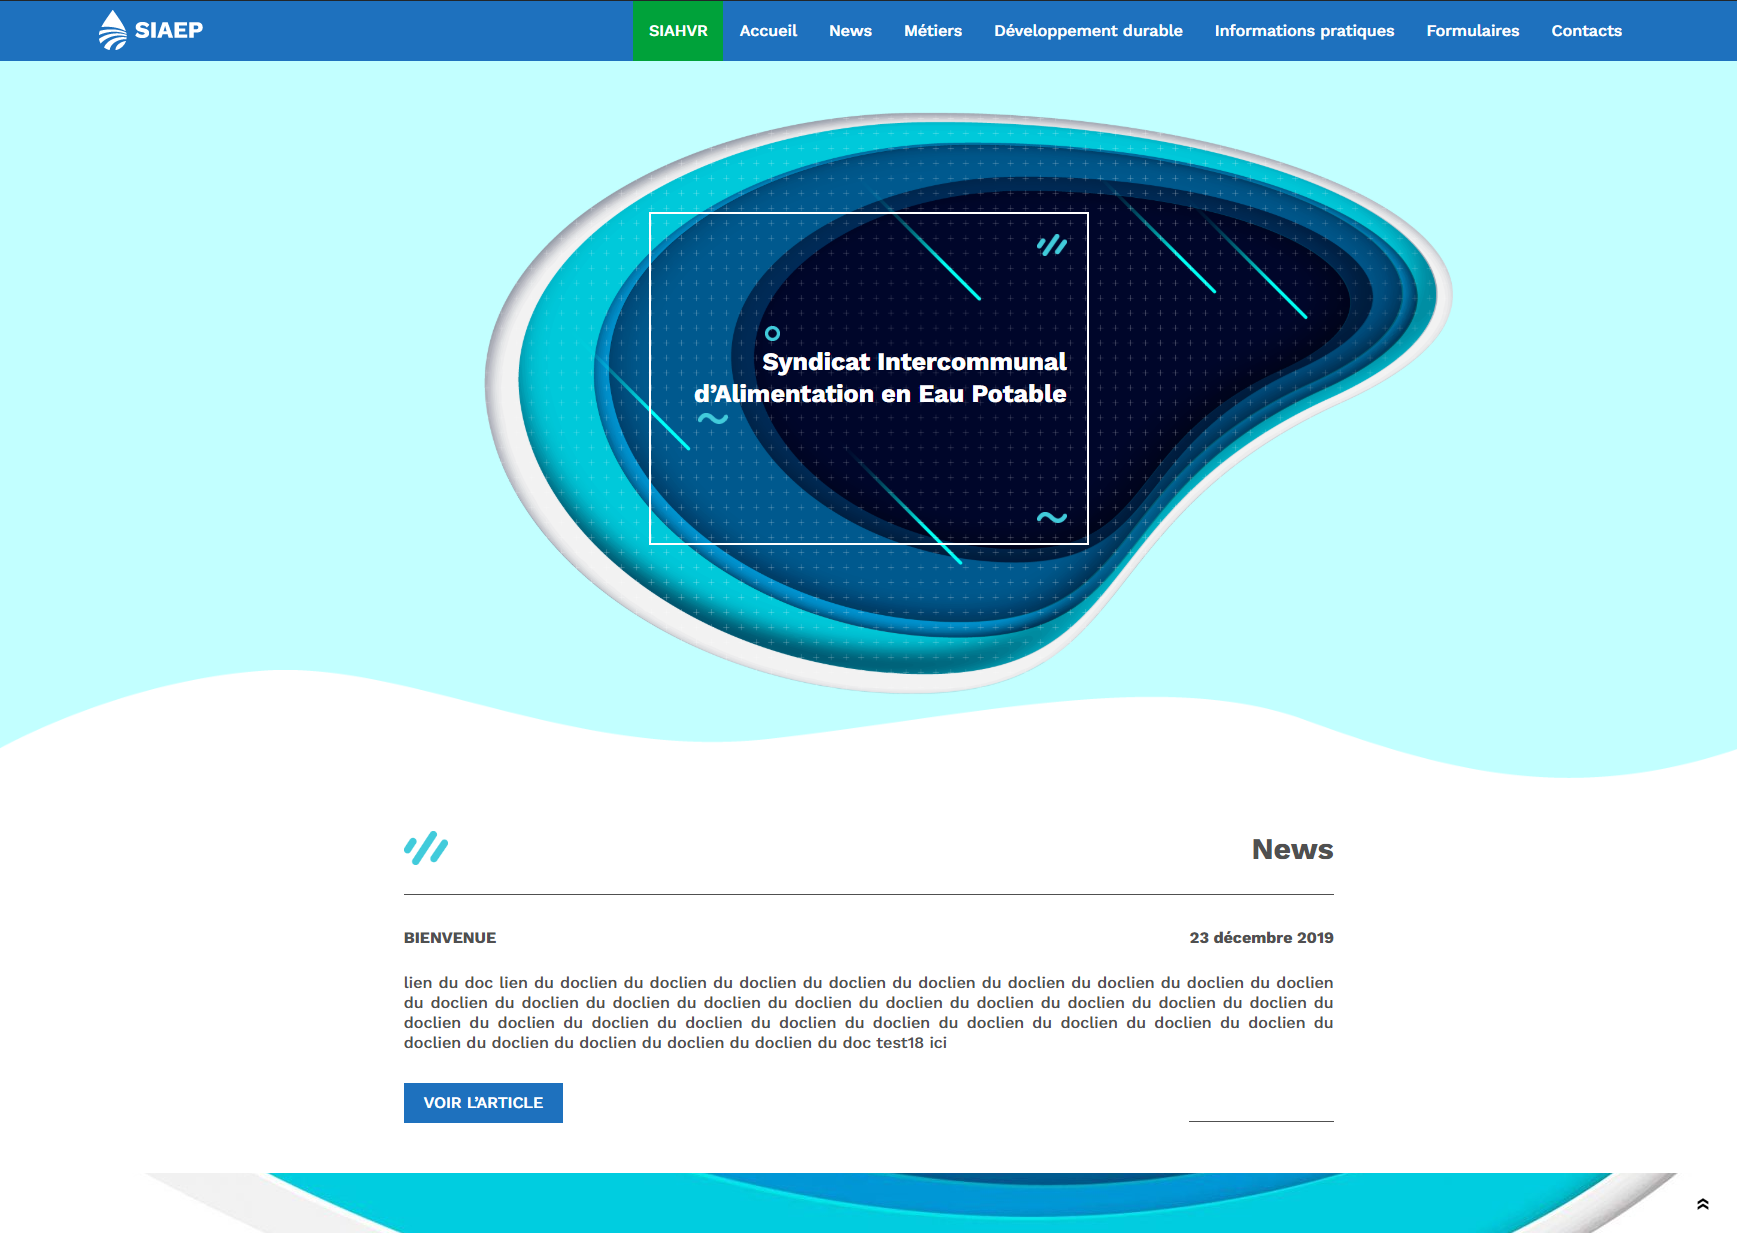 SIAEP
SIAHVR Accueil News Métiers Développement durable Informations pratiques Formulaires Contacts
Syndicat Intercommunal
d’Alimentation en Eau Potable
News
BIENVENUE 23 décembre 2019
lien du doc lien du doclien du doclien du doclien du doclien du doclien du doclien du doclien du doclien du doclien
du doclien du doclien du doclien du doclien du doclien du doclien du doclien du doclien du doclien du doclien du
doclien du doclien du doclien du doclien du doclien du doclien du doclien du doclien du doclien du doclien du
doclien du doclien du doclien du doclien du doclien du doc test18 ici
VOIR L’ARTICLE